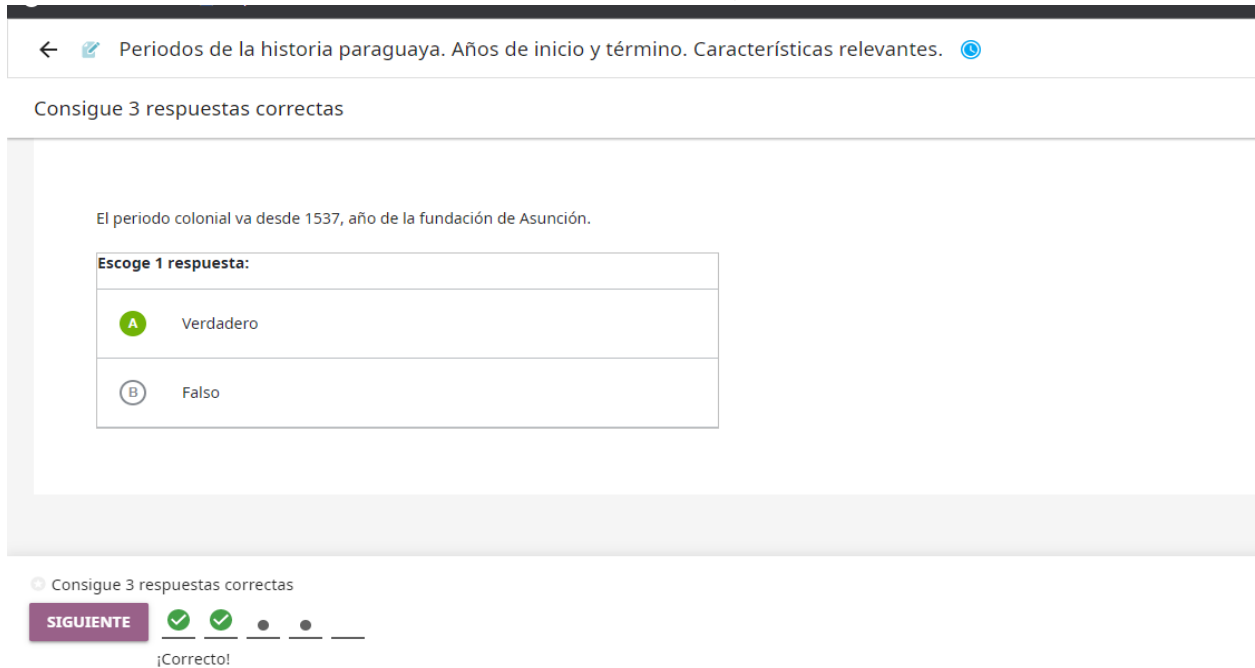 Periodos de la historia paraguaya. Años de inicio y término. Características relevantes.
Consigue 3 respuestas correctas
El periodo colonial va desde 1537, año de la fundación de Asunción.
Escoge 1 respuesta:
A Verdadero
B Falso
Consigue 3 respuestas correctas
SIGUIENTE
¡Correcto!